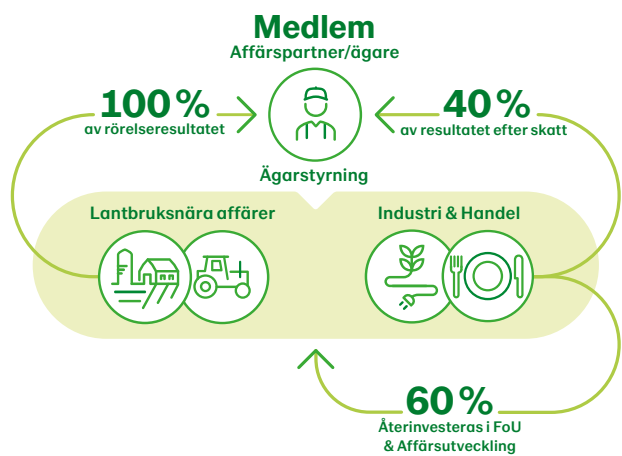 Medlem
Affärspartner/ägare
100 %
av rörelseresultatet
40 %
av resultatet efter skatt
Ägarstyrning
Lantbruksnära affärer
Industri & Handel
60 %
Återinvesteras i FoU
& Affärsutveckling